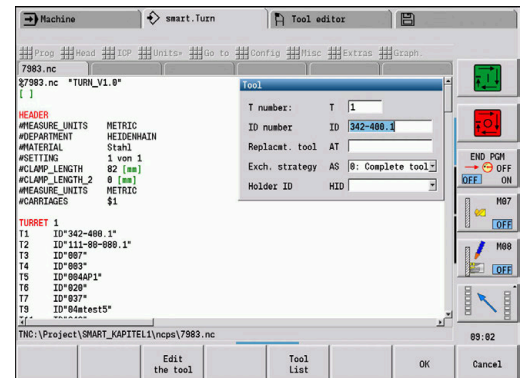 Machine smart.Turn Tool editor
Prog Head ICP Units» Go to Config Misc Extras Graph.
7983.nc
%7983.nc "TURN_V1.0"
[ ]
HEADER
#MEASURE_UNITS METRIC
#DEPARTMENT HEIDENHAIN
#MATERIAL Stahl
#SETTING 1 von 1
#CLAMP_LENGTH 82 [mm]
#CLAMP_LENGTH_2 0 [mm]
#MEASURE_UNITS METRIC
#CARRIAGES $1
TURRET 1
T1 ID"342-400.1"
T2 ID"111-80-080.1"
T3 ID"007"
T4 ID"003"
T5 ID"004AP1"
T6 ID"020"
T7 ID"037"
T9 ID"04mtest5"
Tool
T number: T 1
ID number ID 342-400.1
Replacmt. tool AT
Exch. strategy AS 0: Complete tool
Holder ID HID
END PGM
OFF
OFF ON
M07
OFF
M08
OFF
TNC:\Project\SMART_KAPITEL1\ncps\7983.nc
09:02
Edit the tool
Tool List
OK
Cancel